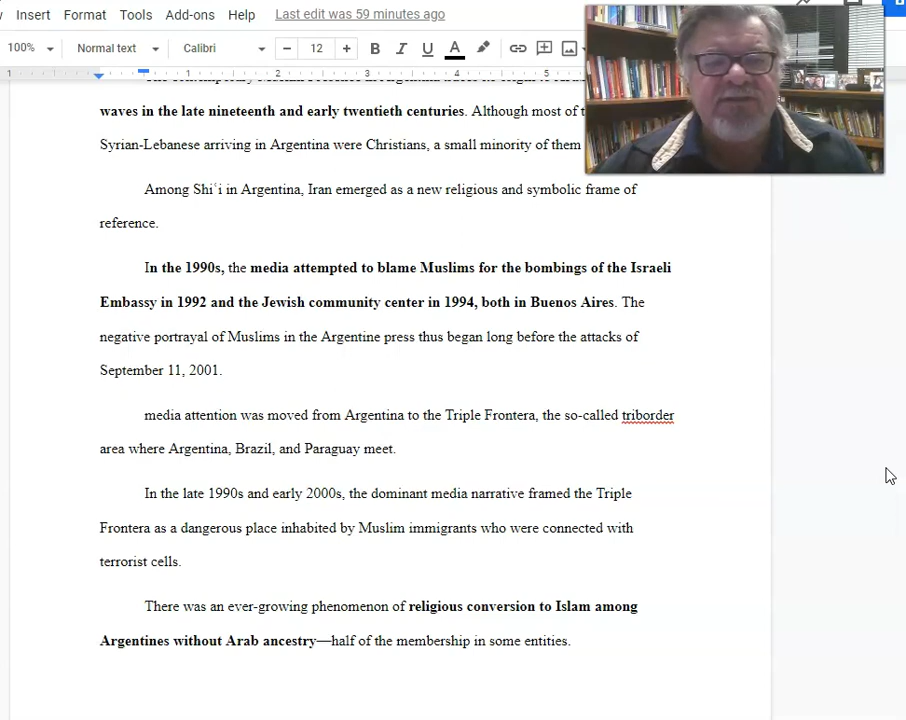 Insert Format Tools Add-ons Help Last edit was 59 minutes ago
100% Normal text Calibri 12 B I U A
1 1 2 3 4 5
waves in the late nineteenth and early twentieth centuries. Although most of
Syrian-Lebanese arriving in Argentina were Christians, a small minority of them
Among Shiʿi in Argentina, Iran emerged as a new religious and symbolic frame of
reference.
In the 1990s, the media attempted to blame Muslims for the bombings of the Israeli
Embassy in 1992 and the Jewish community center in 1994, both in Buenos Aires. The
negative portrayal of Muslims in the Argentine press thus began long before the attacks of
September 11, 2001.
media attention was moved from Argentina to the Triple Frontera, the so-called triborder
area where Argentina, Brazil, and Paraguay meet.
In the late 1990s and early 2000s, the dominant media narrative framed the Triple
Frontera as a dangerous place inhabited by Muslim immigrants who were connected with
terrorist cells.
There was an ever-growing phenomenon of religious conversion to Islam among
Argentines without Arab ancestry—half of the membership in some entities.